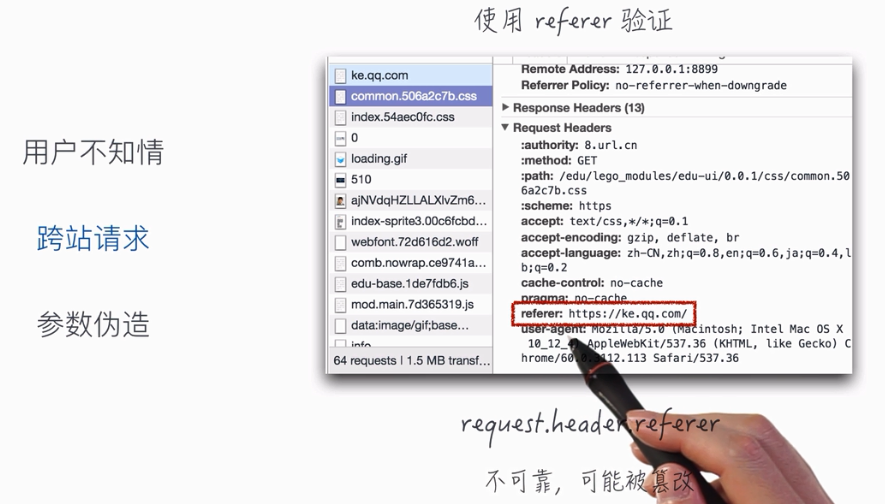 使用 referer 验证
用户不知情
跨站请求
参数伪造
ke.qq.com
common.506a2c7b.css
index.54aec0fc.css
0
loading.gif
510
ajNVdqHZLLALXlvZm6...
index-sprite3.00c6fcbd...
webfont.72d616d2.woff
comb.nowrap.ce9741a...
edu-base.1de7fdb6.js
mod.main.7d365319.js
data:image/gif;base...
info
64 requests | 1.5 MB transf...
Remote Address: 127.0.0.1:8899
Referrer Policy: no-referrer-when-downgrade
Response Headers (13)
Request Headers
:authority: 8.url.cn
:method: GET
:path: /edu/lego_modules/edu-ui/0.0.1/css/common.50
6a2c7b.css
:scheme: https
accept: text/css,*/*;q=0.1
accept-encoding: gzip, deflate, br
accept-language: zh-CN,zh;q=0.8,en;q=0.6,ja;q=0.4,l
b;q=0.2
cache-control: no-cache
pragma: no-cache
referer: https://ke.qq.com/
user-agent: Mozilla/5.0 (Macintosh; Intel Mac OS X
10_12_ AppleWebKit/537.36 (KHTML, like Gecko) C
hrome/60. 3112.113 Safari/537.36
request.header.referer
不可靠，可能被篡改